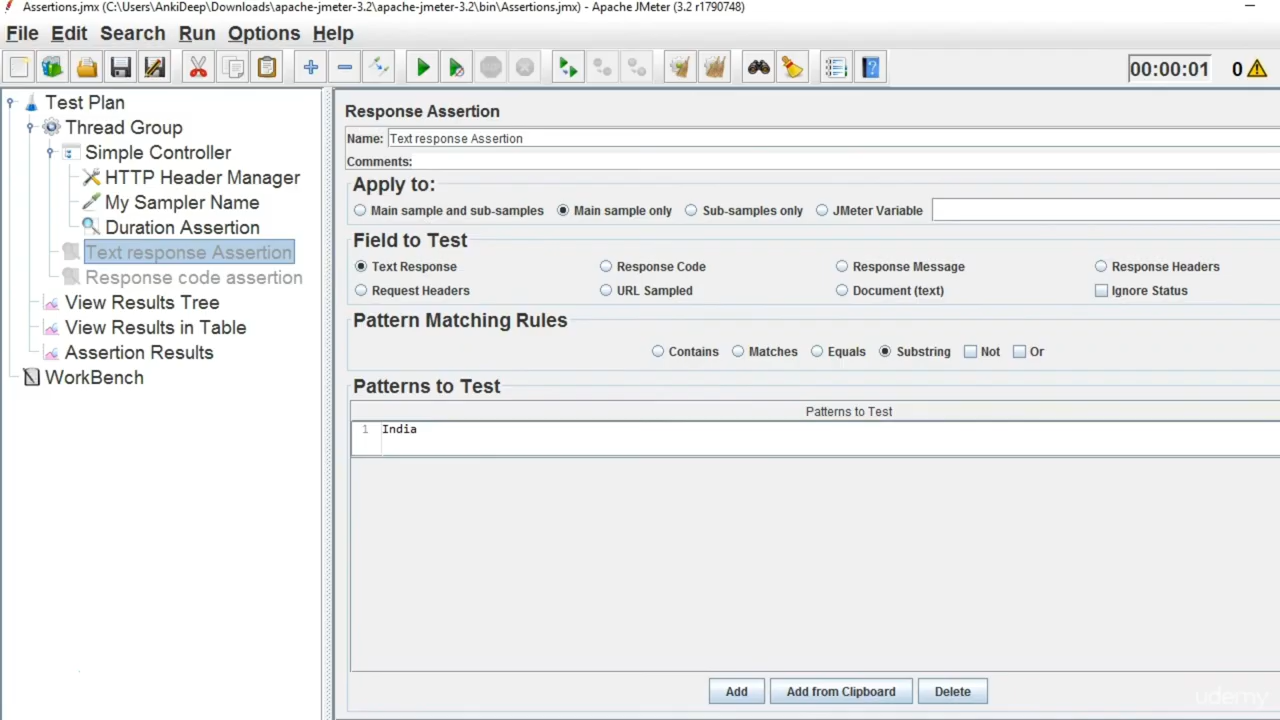 Assertions.jmx (C:\Users\AnkiDeep\Downloads\apache-jmeter-3.2\apache-jmeter-3.2\bin\Assertions.jmx) - Apache JMeter (3.2 r1790748)
File Edit Search Run Options Help
00:00:01 0
Test Plan
Thread Group
Simple Controller
HTTP Header Manager
My Sampler Name
Duration Assertion
Text response Assertion
Response code assertion
View Results Tree
View Results in Table
Assertion Results
WorkBench
Response Assertion
Name: Text response Assertion
Comments:
Apply to:
Main sample and sub-samples Main sample only Sub-samples only JMeter Variable
Field to Test
Text Response Response Code Response Message Response Headers
Request Headers URL Sampled Document (text) Ignore Status
Pattern Matching Rules
Contains Matches Equals Substring Not Or
Patterns to Test
Patterns to Test
1 India
Add Add from Clipboard Delete
udemy